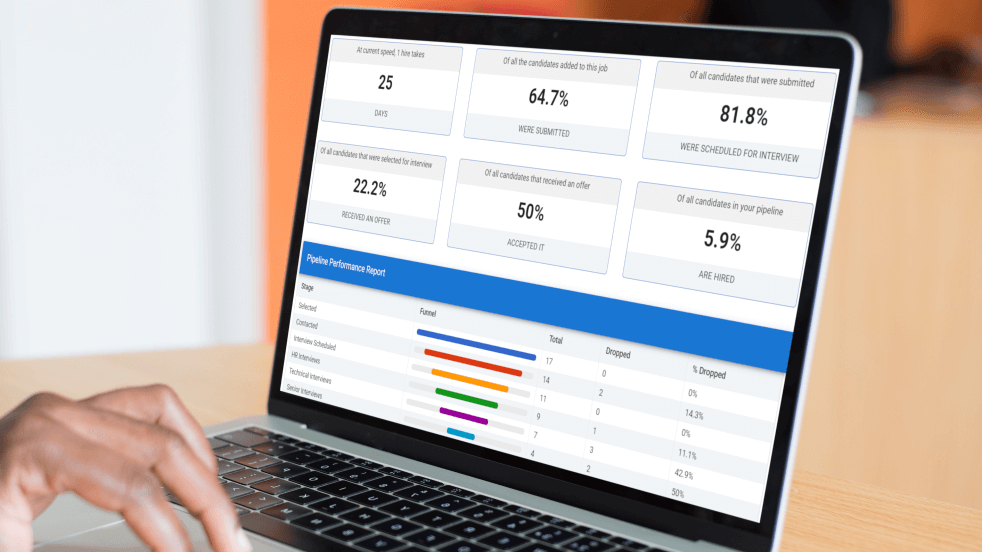 At current speed, 1 hire takes
25
DAYS
Of all the candidates added to this job
64.7%
WERE SUBMITTED
Of all candidates that were submitted
81.8%
WERE SCHEDULED FOR INTERVIEW
Of all candidates that were selected for interview
22.2%
RECEIVED AN OFFER
Of all candidates that received an offer
50%
ACCEPTED IT
Of all candidates in your pipeline
5.9%
ARE HIRED
Pipeline Performance Report
Stage Funnel Total Dropped % Dropped
Selected 17 0 0%
Contacted 14 2 14.3%
Interview Scheduled 11 0 0%
HR Interviews 9 1 11.1%
Technical Interviews 7 3 42.9%
Senior Interviews 4 2 50%